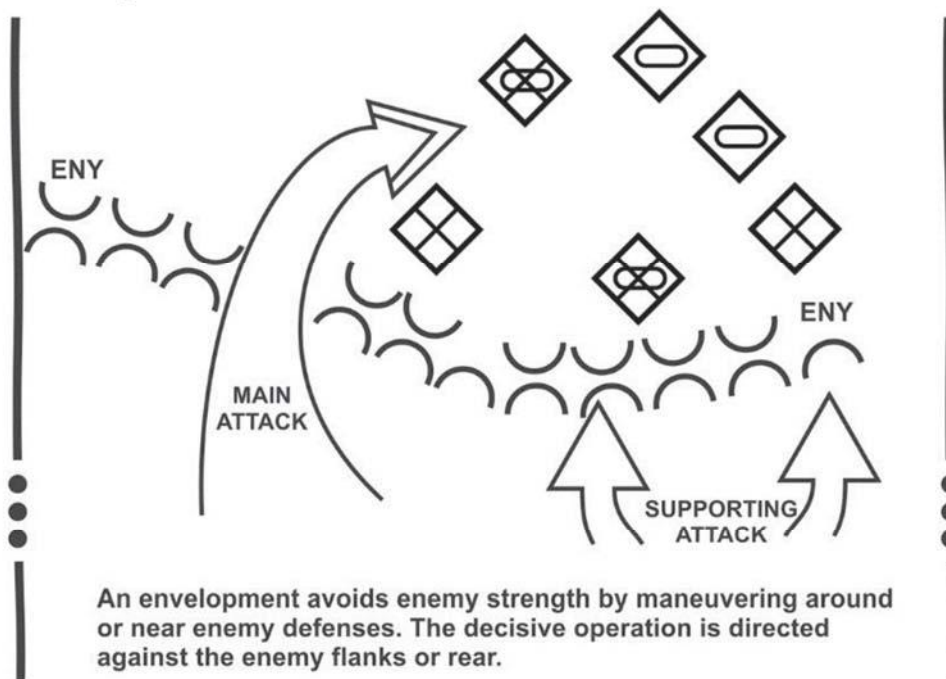 ENY
ENY
MAIN
ATTACK
SUPPORTING
ATTACK
An envelopment avoids enemy strength by maneuvering around
or near enemy defenses. The decisive operation is directed
against the enemy flanks or rear.